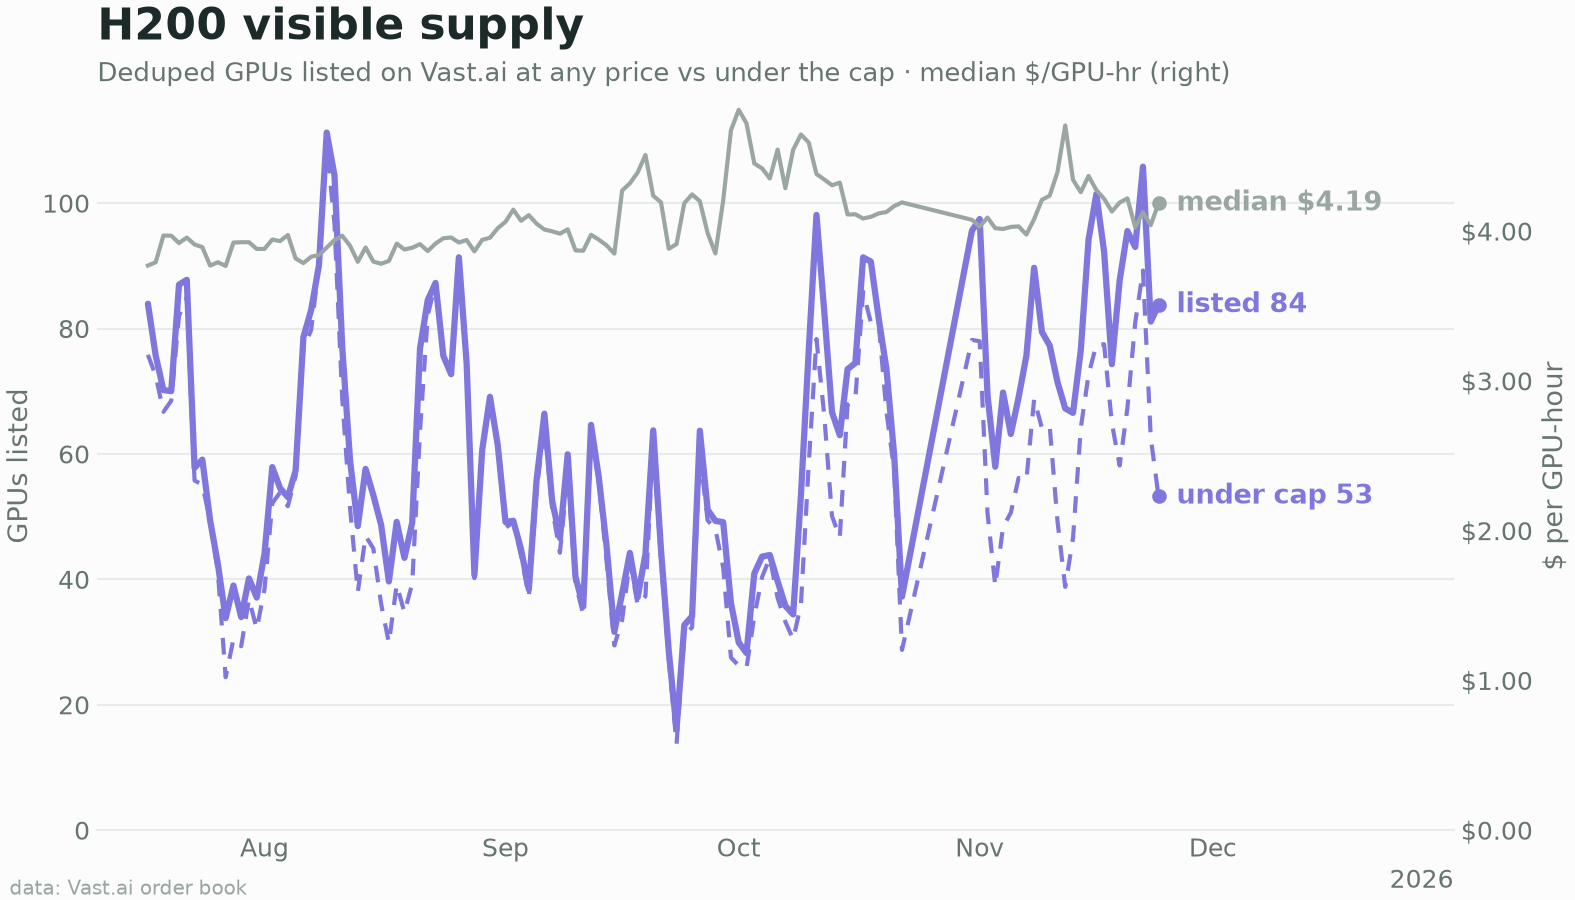 H200 visible supply
Deduped GPUs listed on Vast.ai at any price vs under the cap · median $/GPU-hr (right)
100
80
60
40
20
0
GPUs listed
median $4.19
listed 84
under cap 53
$4.00
$3.00
$2.00
$1.00
$0.00
$ per GPU-hour
Aug Sep Oct Nov Dec
2026
data: Vast.ai order book